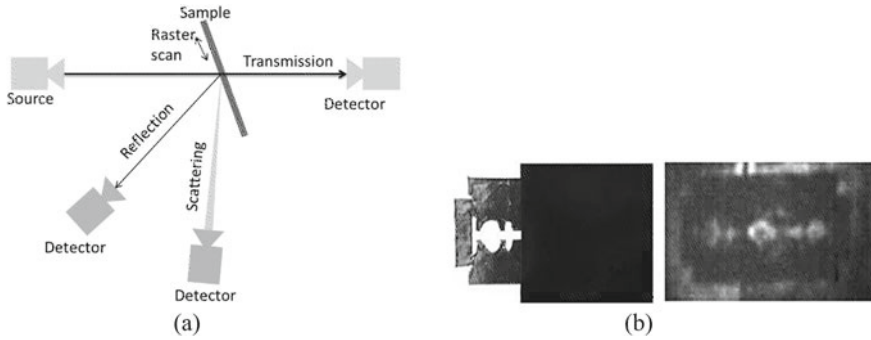 Sample
Raster
scan
Transmission
Source
Detector
Reflection
Scattering
Detector
Detector
(a)
(b)